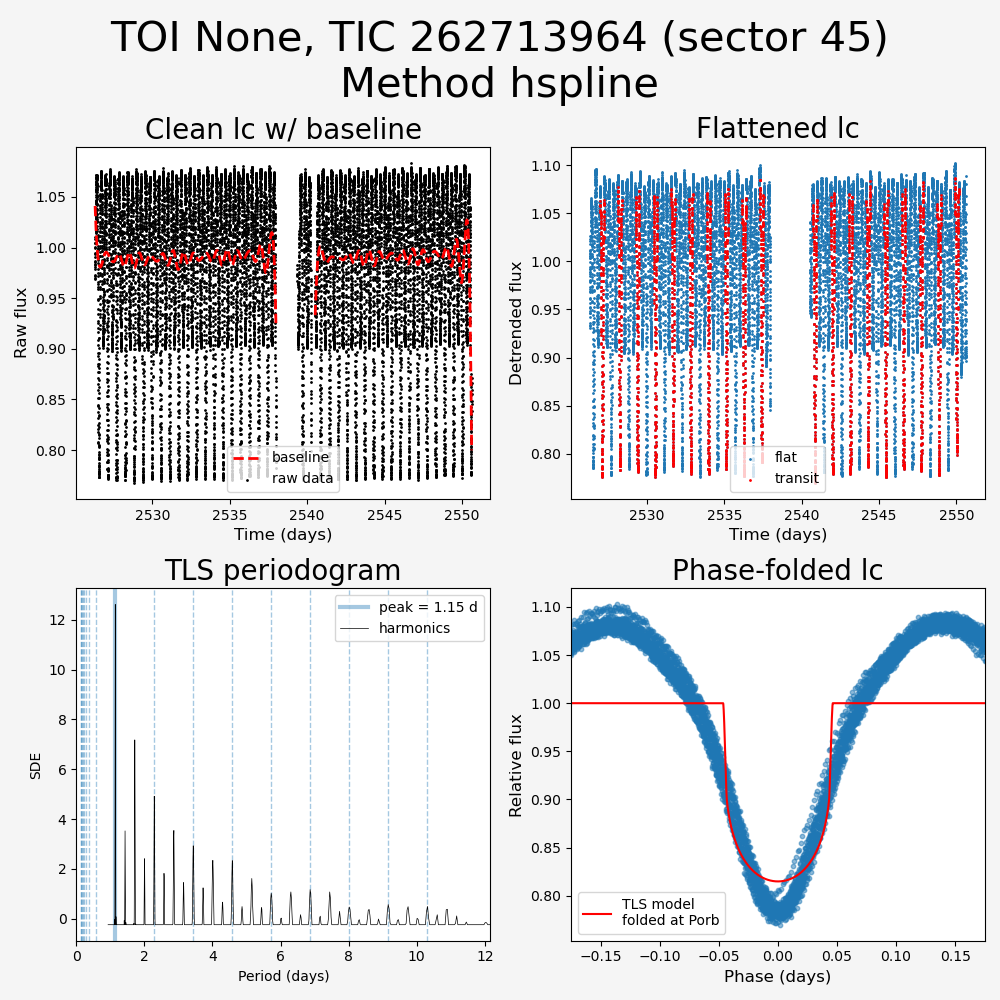 TOI None, TIC 262713964 (sector 45)
Method hspline
Clean lc w/ baseline
Raw flux
1.05
1.00
0.95
0.90
0.85
0.80
baseline
raw data
2530
2535
2540
2545
2550
Time (days)
Flattened lc
Detrended flux
1.10
1.05
1.00
0.95
0.90
0.85
0.80
flat
transit
2530
2535
2540
2545
2550
Time (days)
TLS periodogram
SDE
12
10
8
6
4
2
0
peak = 1.15 d
harmonics
0
2
4
6
8
10
12
Period (days)
Phase-folded lc
Relative flux
1.10
1.05
1.00
0.95
0.90
0.85
0.80
TLS model
folded at Porb
−0.15
−0.10
−0.05
0.00
0.05
0.10
0.15
Phase (days)